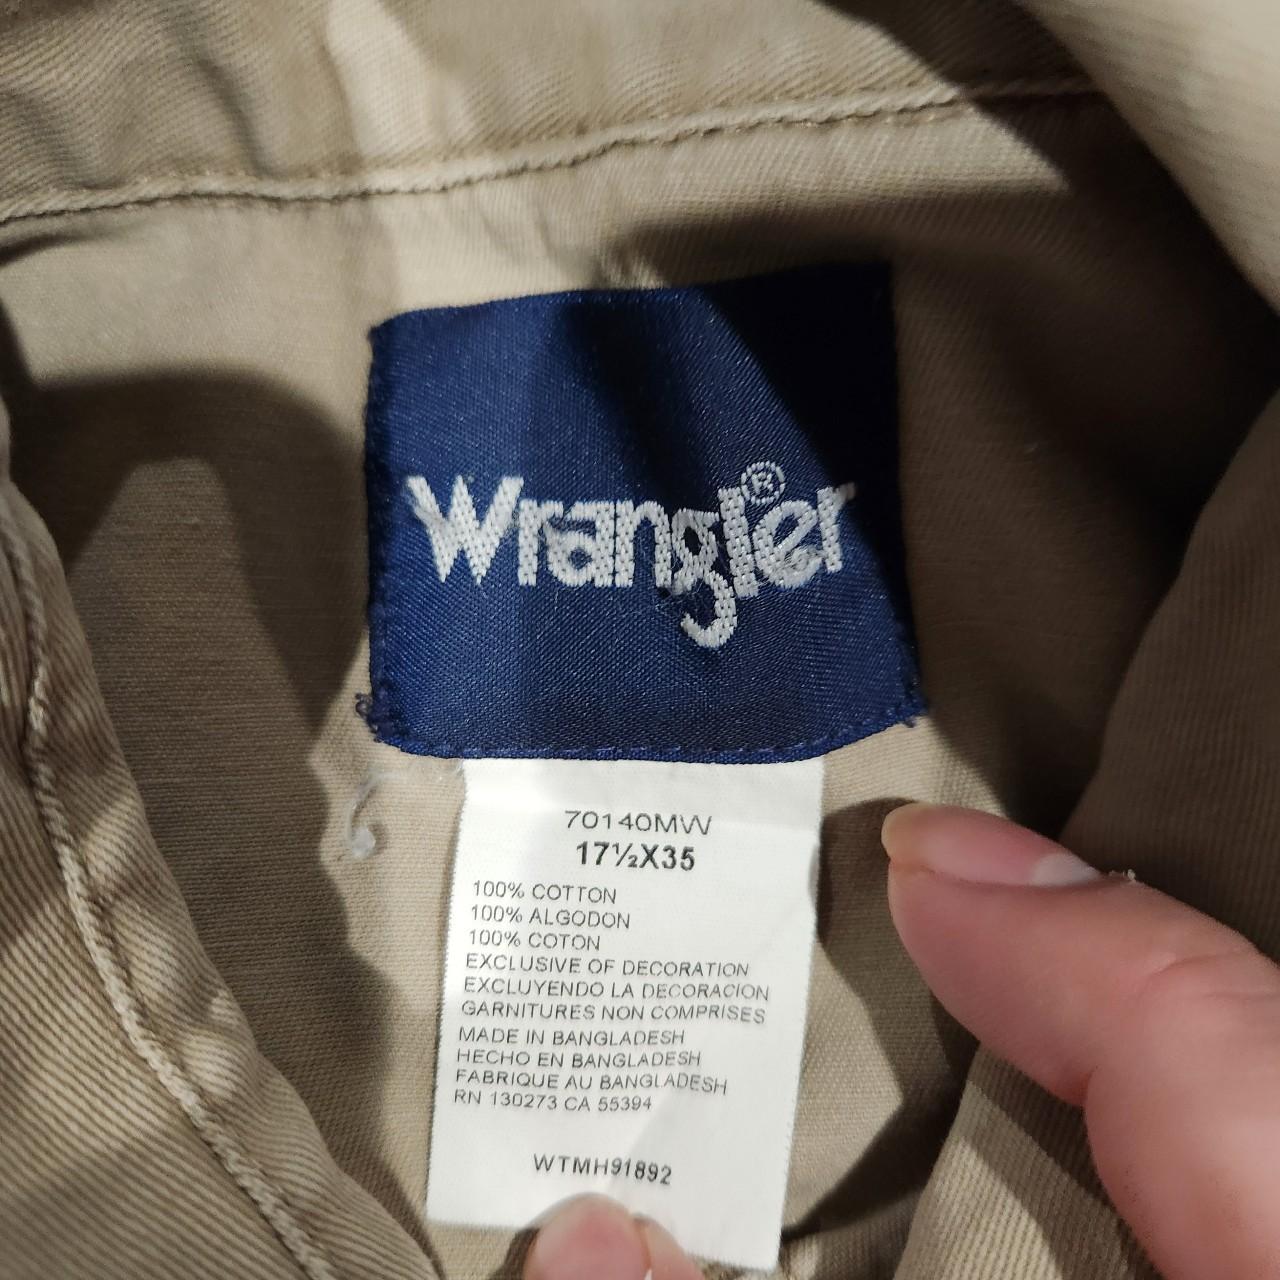 Wrangler®
70140MW
17½X35
100% COTTON
100% ALGODON
100% COTON
EXCLUSIVE OF DECORATION
EXCLUYENDO LA DECORACION
GARNITURES NON COMPRISES
MADE IN BANGLADESH
HECHO EN BANGLADESH
FABRIQUE AU BANGLADESH
RN 130273 CA 55394
WTMH91892